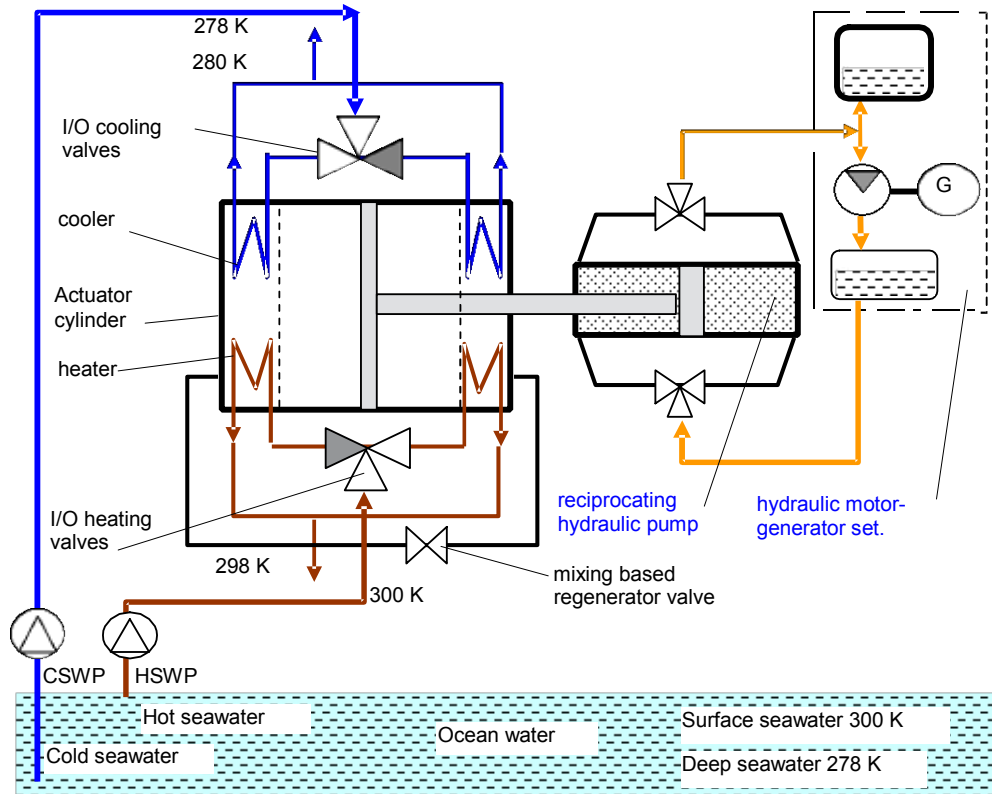 278 K
280 K
I/O cooling
valves
cooler
Actuator
cylinder
heater
I/O heating
valves
298 K
300 K
mixing based
regenerator valve
reciprocating
hydraulic pump
hydraulic motor-
generator set.
G
CSWP
HSWP
Hot seawater
Cold seawater
Ocean water
Surface seawater 300 K
Deep seawater 278 K